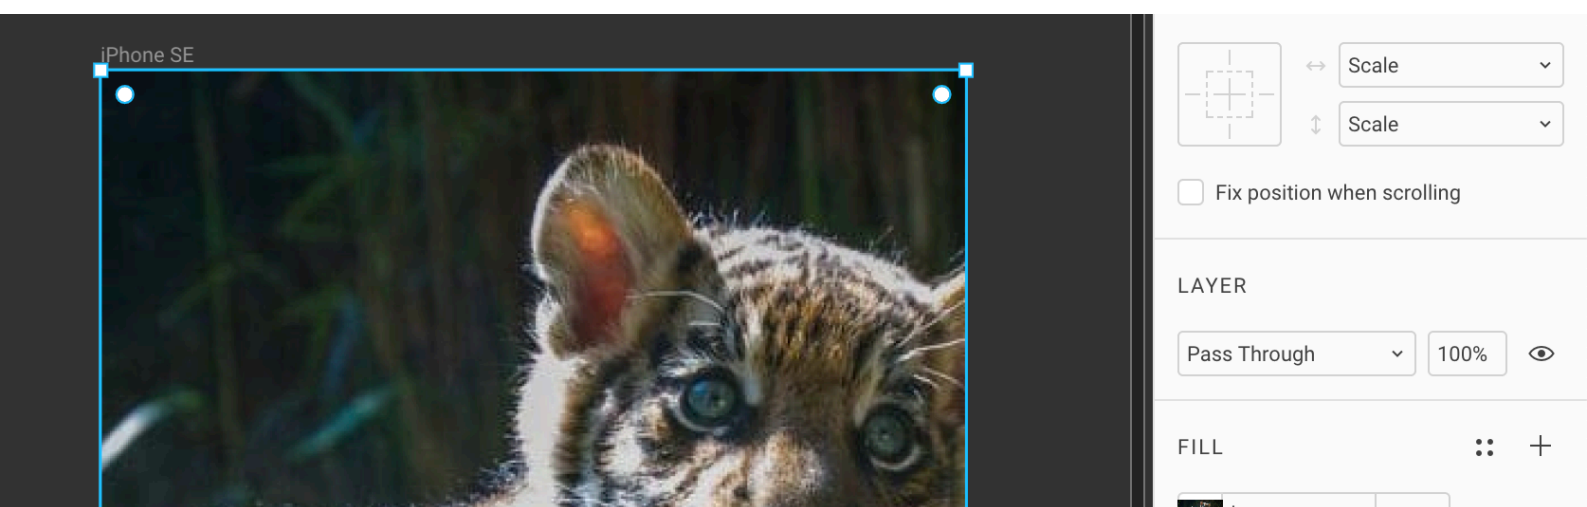 iPhone SE
Scale
Scale
Fix position when scrolling
LAYER
Pass Through
100%
FILL